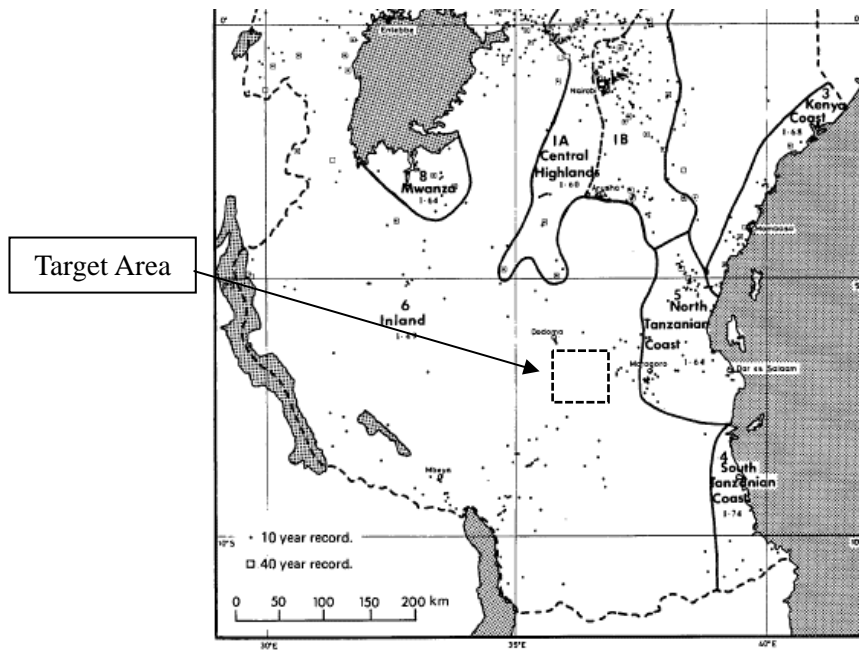 0°
Entebbe
Nairobi
3
Kenya
Coast
1-68
1A
Central
Highlands
1-60
1B
8
Mwanza
1-64
Arusha
Mombasa
Target Area
6
Inland
5
North
Tanzanian
Coast
1-64
Dodoma
Morogoro
Dar es Salaam
4
South
Tanzanian
Coast
1-74
Mbeya
• 10 year record.
□ 40 year record.
10°S
0 50 100 150 200 km
30°E
35°E
40°E